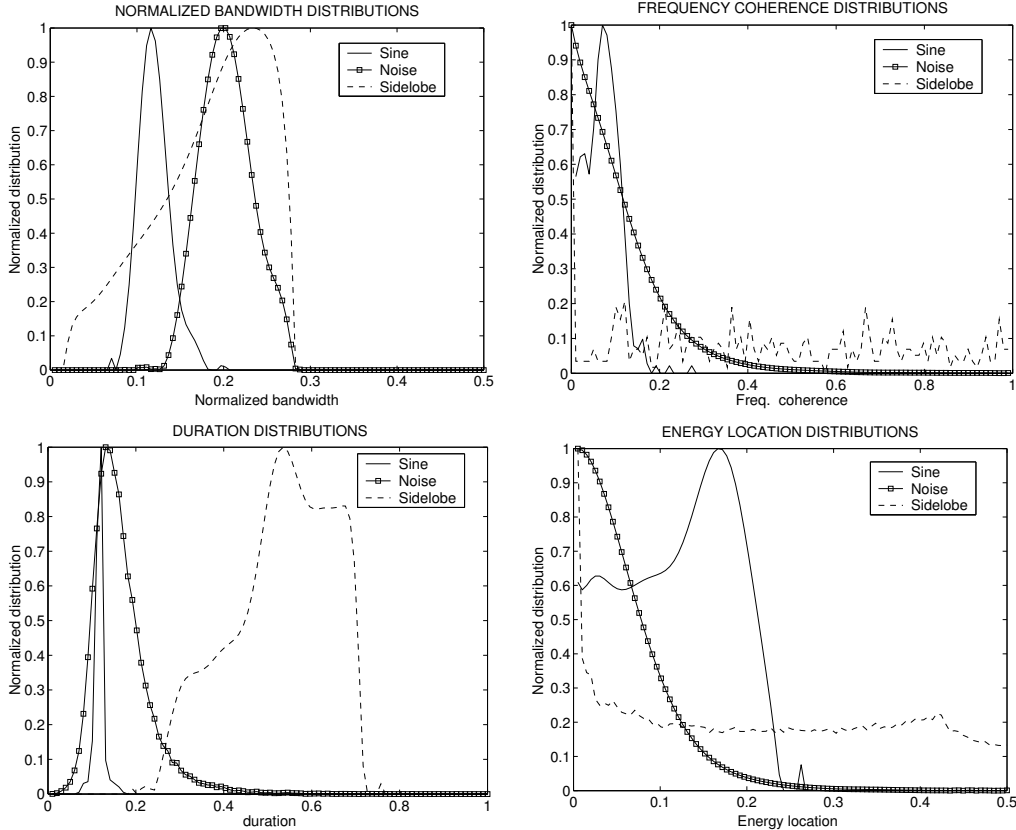 NORMALIZED BANDWIDTH DISTRIBUTIONS
1
0.9
0.8
0.7
0.6
0.5
0.4
0.3
0.2
0.1
0
Normalized distribution
Sine
Noise
Sidelobe
0 0.1 0.2 0.3 0.4 0.5
Normalized bandwidth
FREQUENCY COHERENCE DISTRIBUTIONS
1
0.9
0.8
0.7
0.6
0.5
0.4
0.3
0.2
0.1
0
Normalized distribution
Sine
Noise
Sidelobe
0 0.2 0.4 0.6 0.8 1
Freq. coherence
DURATION DISTRIBUTIONS
1
0.9
0.8
0.7
0.6
0.5
0.4
0.3
0.2
0.1
0
Normalized distribution
Sine
Noise
Sidelobe
0 0.2 0.4 0.6 0.8 1
duration
ENERGY LOCATION DISTRIBUTIONS
1
0.9
0.8
0.7
0.6
0.5
0.4
0.3
0.2
0.1
0
Normalized distribution
Sine
Noise
Sidelobe
0 0.1 0.2 0.3 0.4 0.5
Energy location